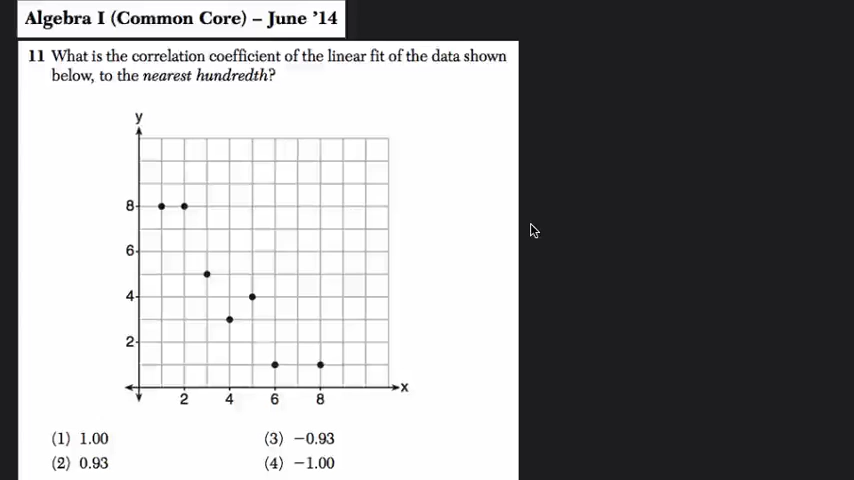 Algebra I (Common Core) – June ’14
11 What is the correlation coefficient of the linear fit of the data shown
below, to the nearest hundredth?
y
8
6
4
2
2 4 6 8 x
(1) 1.00 (3) −0.93
(2) 0.93 (4) −1.00